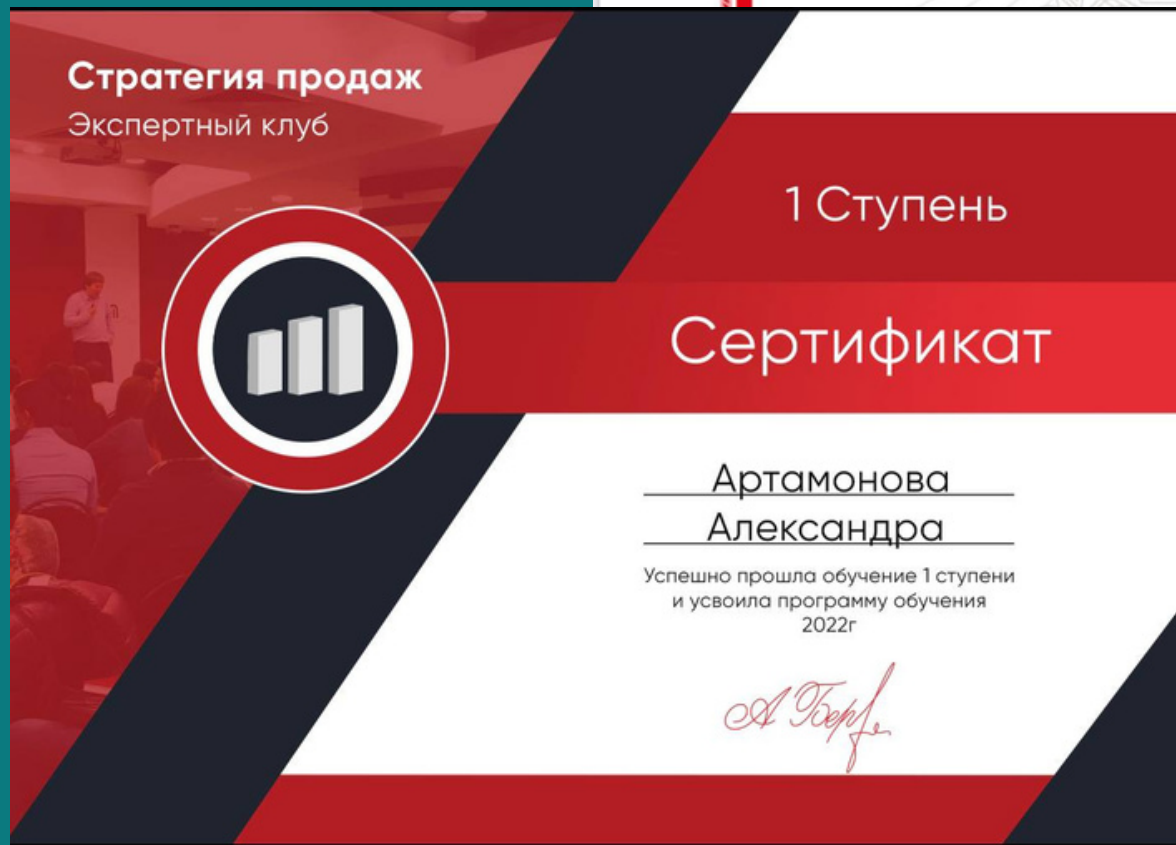 Стратегия продаж
Экспертный клуб
1 Ступень
Сертификат
Артамонова
Александра
Успешно прошла обучение 1 ступени
и усвоила программу обучения
2022г